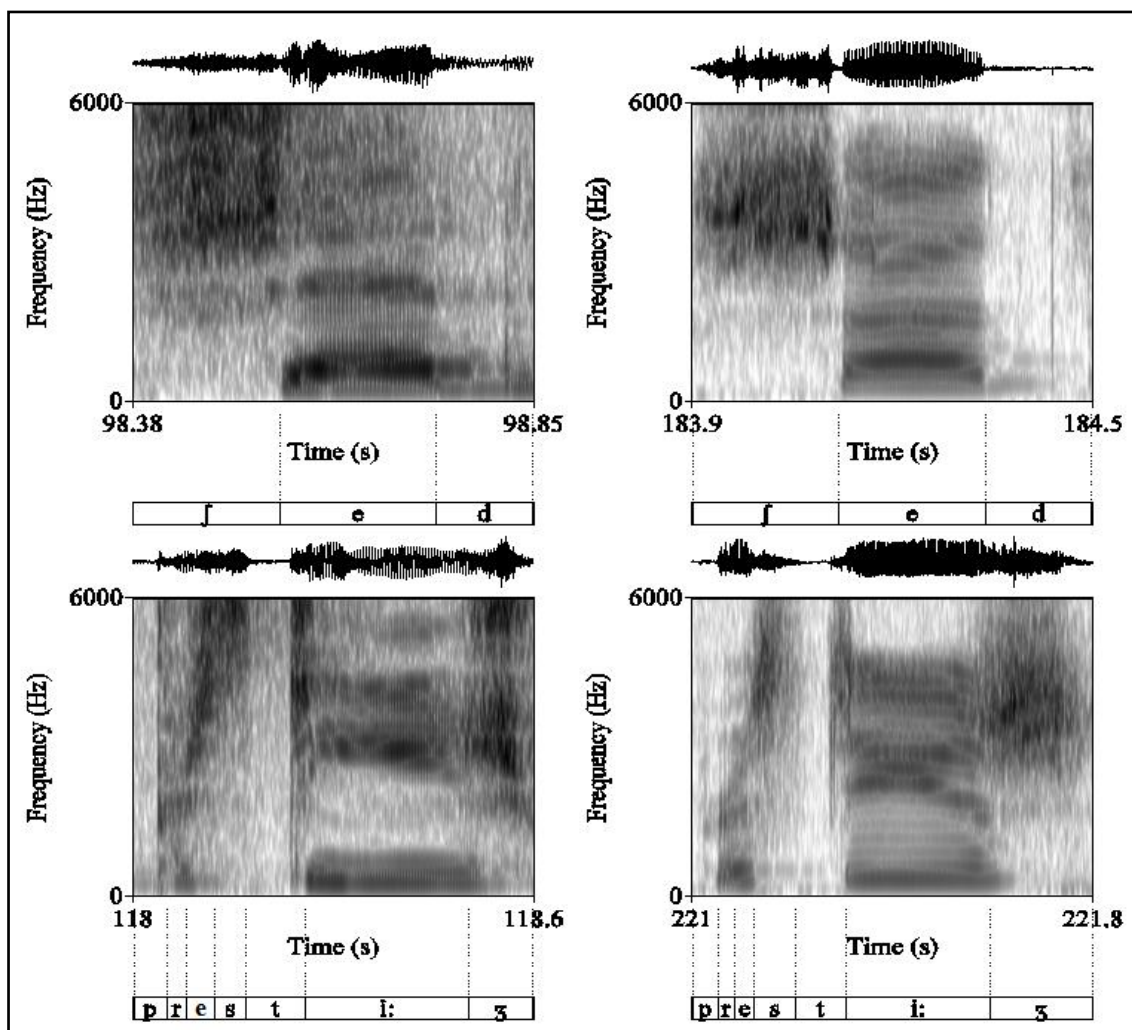 6000
Frequency (Hz)
0
98.38
98.85
Time (s)
ʃ e d
6000
Frequency (Hz)
0
183.9
184.5
Time (s)
ʃ e d
6000
Frequency (Hz)
0
118
118.6
Time (s)
p r e s t i: ʒ
6000
Frequency (Hz)
0
221
221.8
Time (s)
p r e s t i: ʒ